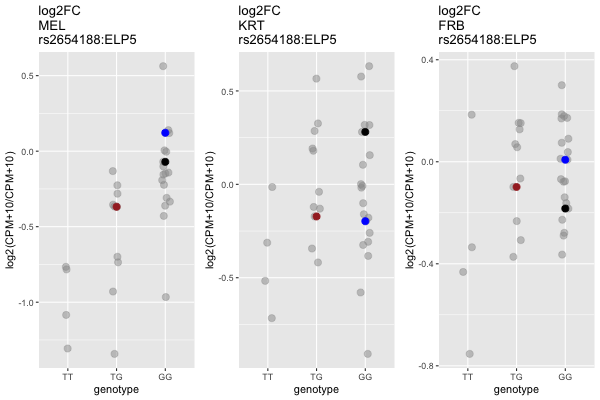 log2FC
MEL
rs2654188:ELP5
log2(CPM+10/CPM+10)
0.5
0.0
-0.5
-1.0
TT
TG
GG
genotype
log2FC
KRT
rs2654188:ELP5
log2(CPM+10/CPM+10)
0.5
0.0
-0.5
TT
TG
GG
genotype
log2FC
FRB
rs2654188:ELP5
log2(CPM+10/CPM+10)
0.4
0.0
-0.4
-0.8
TT
TG
GG
genotype